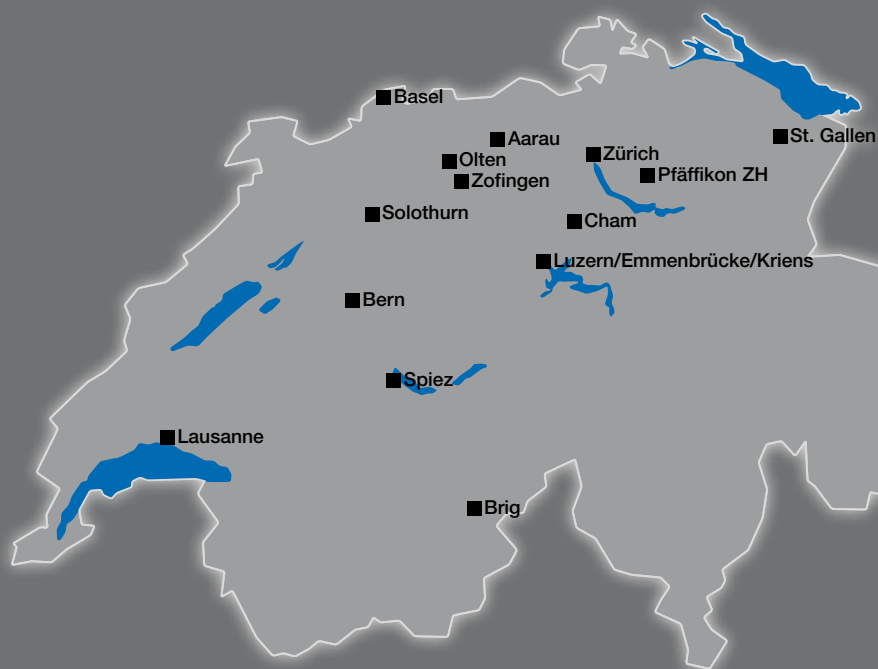 Basel
Aarau
St. Gallen
Olten
Zürich
Zofingen
Pfäffikon ZH
Solothurn
Cham
Luzern/Emmenbrücke/Kriens
Bern
Spiez
Lausanne
Brig